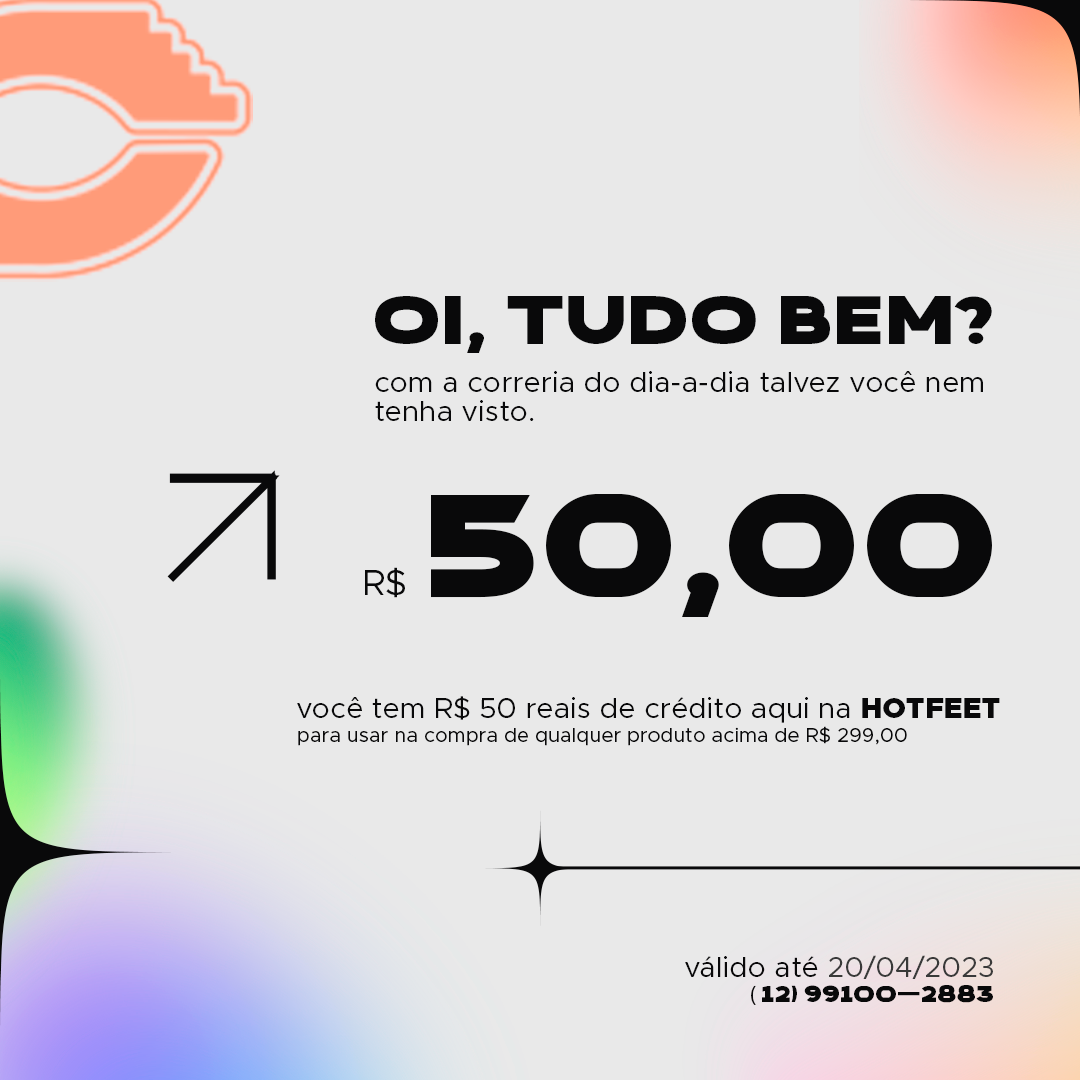 OI, TUDO BEM?
com a correria do dia-a-dia talvez você nem
tenha visto.
R$ 50,00
você tem R$ 50 reais de crédito aqui na HOTFEET
para usar na compra de qualquer produto acima de R$ 299,00
válido até 20/04/2023
(12) 99100—2883